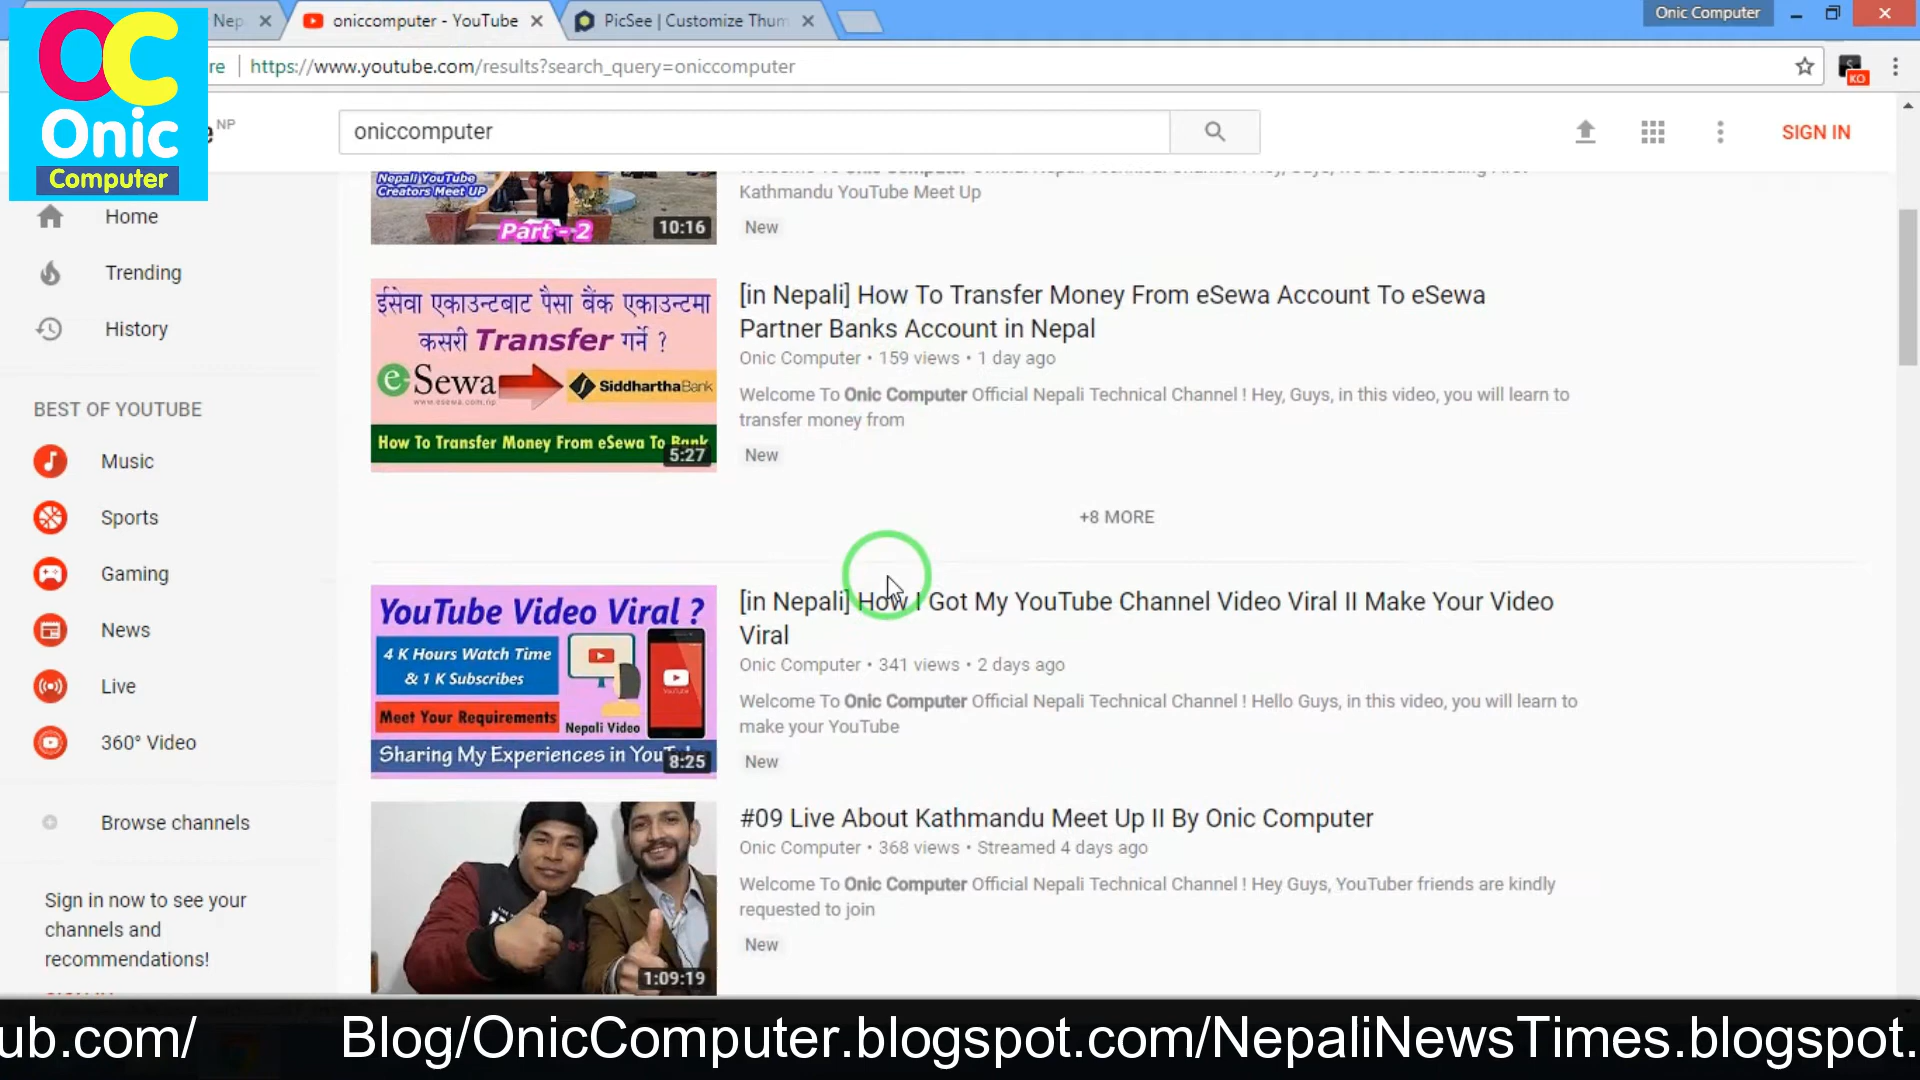 Nep
oniccomputer - YouTube
PicSee | Customize Thum
Onic Computer
OC
Onic
Computer
re
https://www.youtube.com/results?search_query=oniccomputer
KO
e NP
oniccomputer
SIGN IN
Home
Trending
History
BEST OF YOUTUBE
Music
Sports
Gaming
News
Live
360° Video
Browse channels
Sign in now to see your
channels and
recommendations!
Nepali YouTube
Creators Meet UP
Part - 2
10:16
Kathmandu YouTube Meet Up
New
ईसेवा एकाउन्टबाट पैसा बैंक एकाउन्टमा
कसरी Transfer गर्ने ?
e-Sewa
www.esewa.com.np
SiddharthaBank
How To Transfer Money From eSewa To Bank
5:27
[in Nepali] How To Transfer Money From eSewa Account To eSewa
Partner Banks Account in Nepal
Onic Computer • 159 views • 1 day ago
Welcome To Onic Computer Official Nepali Technical Channel ! Hey, Guys, in this video, you will learn to
transfer money from
New
+8 MORE
YouTube Video Viral ?
4 K Hours Watch Time
& 1 K Subscribes
Meet Your Requirements
Nepali Video
Sharing My Experiences in You
8:25
[in Nepali] How I Got My YouTube Channel Video Viral II Make Your Video
Viral
Onic Computer • 341 views • 2 days ago
Welcome To Onic Computer Official Nepali Technical Channel ! Hello Guys, in this video, you will learn to
make your YouTube
New
1:09:19
#09 Live About Kathmandu Meet Up II By Onic Computer
Onic Computer • 368 views • Streamed 4 days ago
Welcome To Onic Computer Official Nepali Technical Channel ! Hey Guys, YouTuber friends are kindly
requested to join
New
ub.com/ Blog/OnicComputer.blogspot.com/NepaliNewsTimes.blogspot.